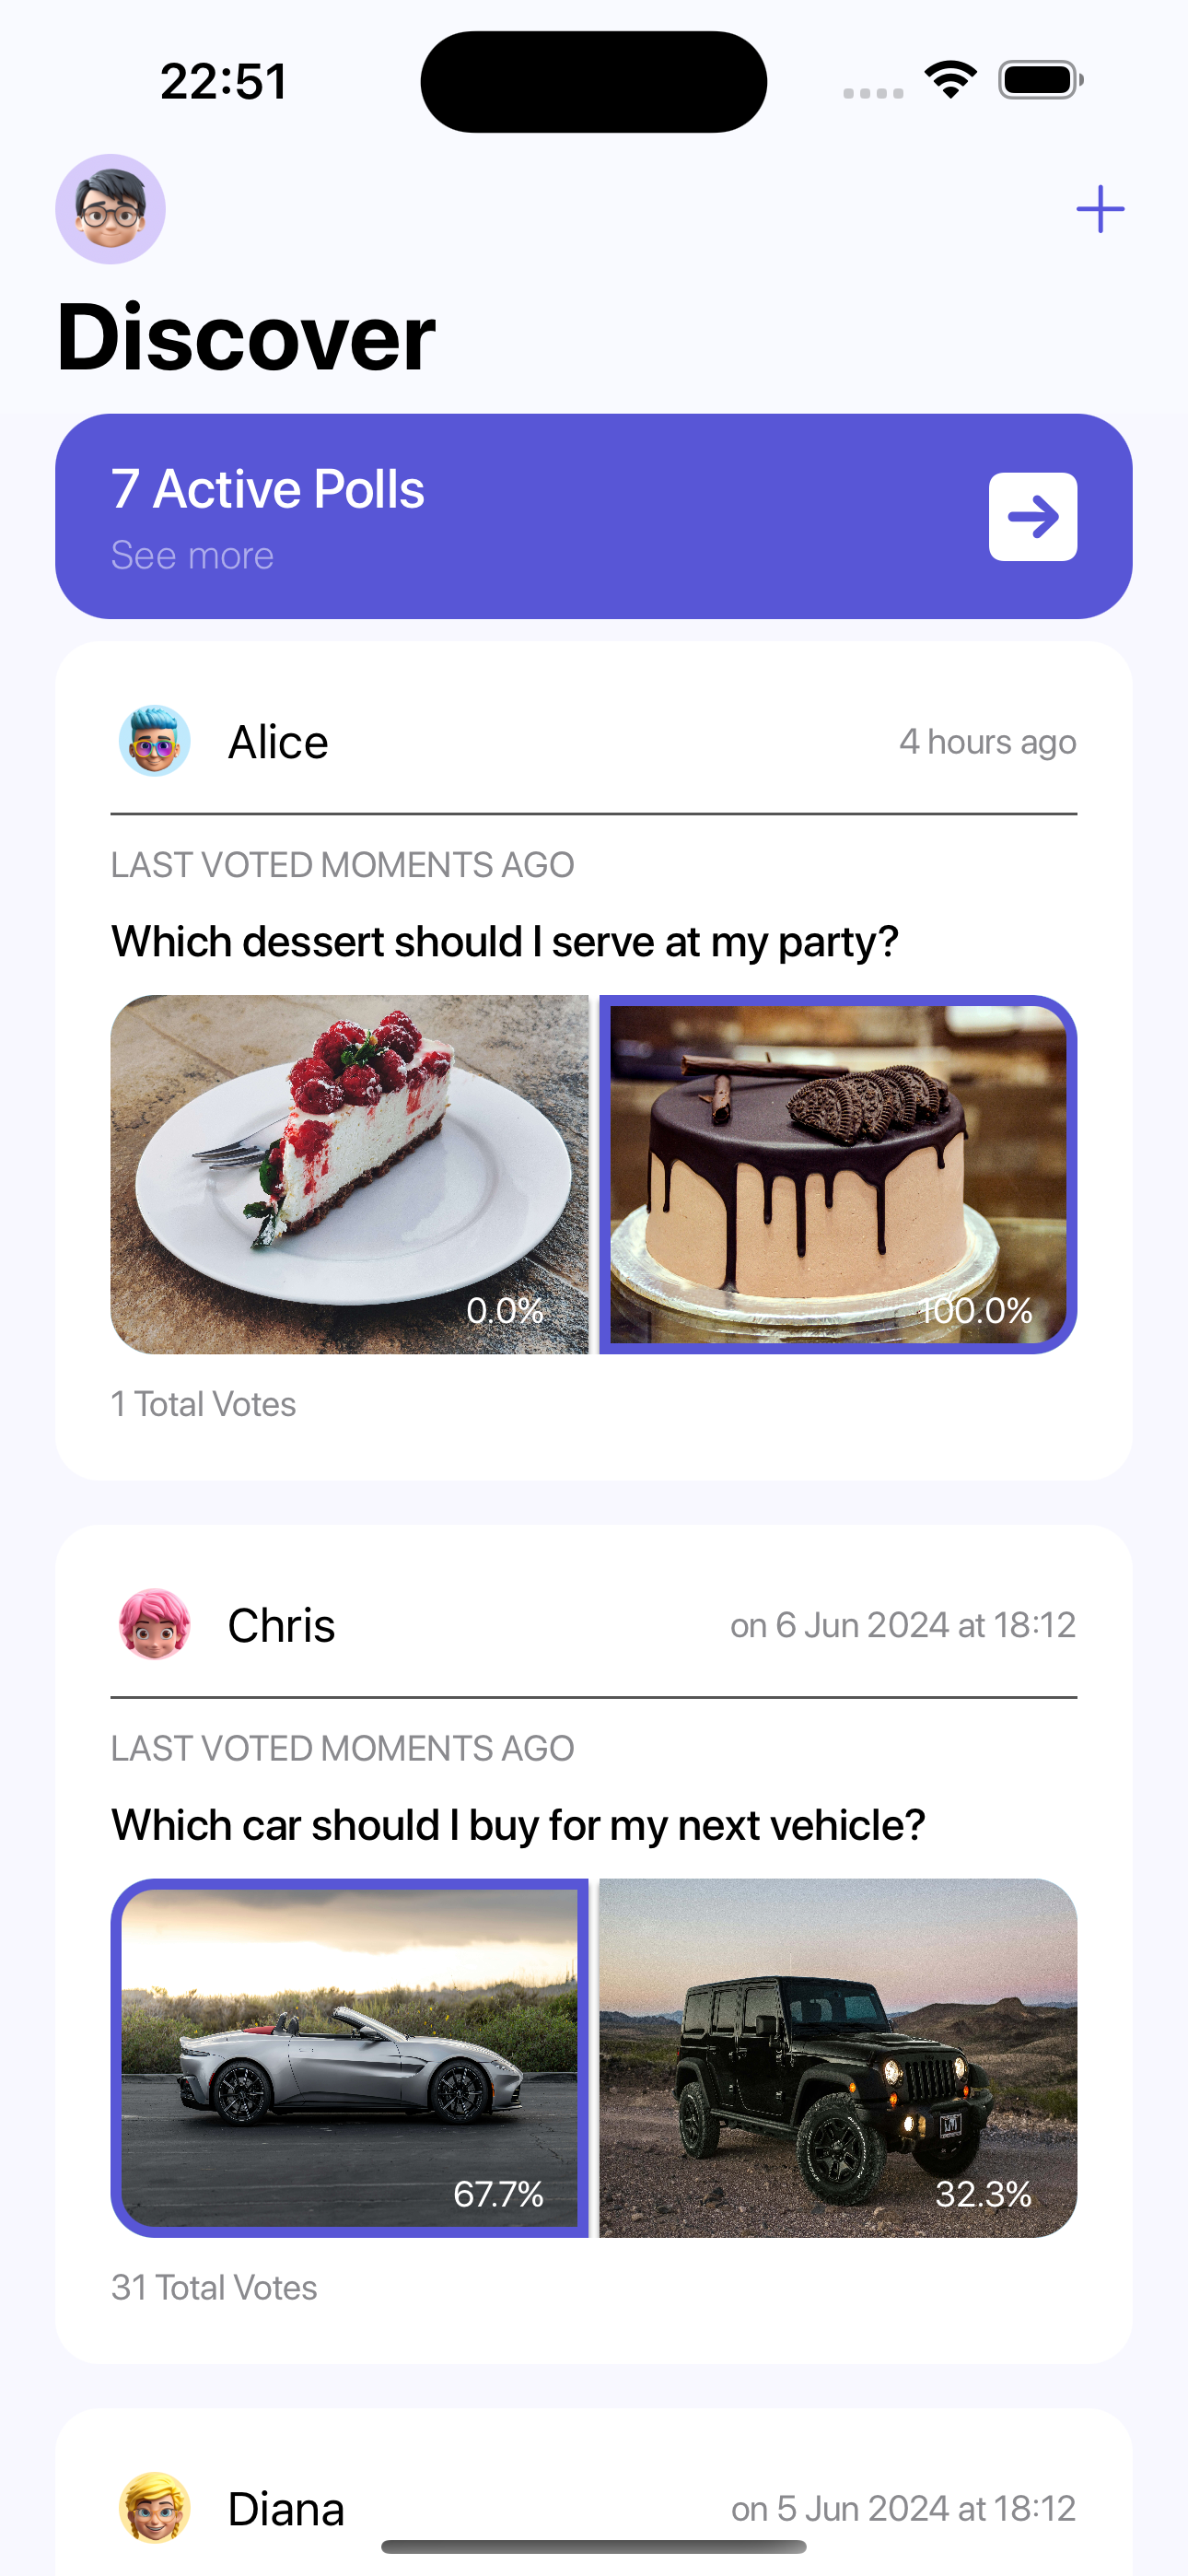 22:51
Discover
7 Active Polls
See more
Alice
4 hours ago
LAST VOTED MOMENTS AGO
Which dessert should I serve at my party?
0.0%
100.0%
1 Total Votes
Chris
on 6 Jun 2024 at 18:12
LAST VOTED MOMENTS AGO
Which car should I buy for my next vehicle?
67.7%
32.3%
31 Total Votes
Diana
on 5 Jun 2024 at 18:12